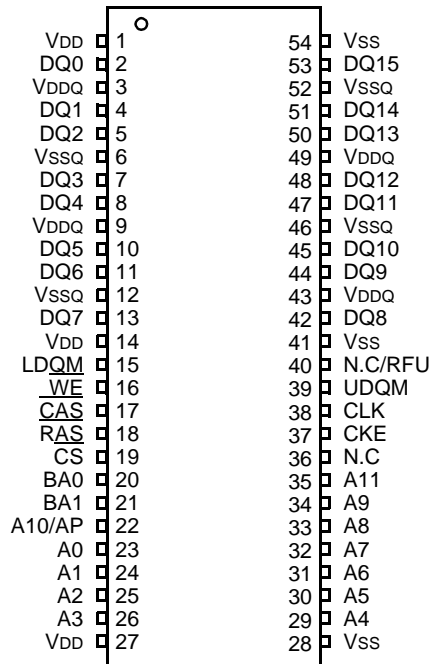 VDD 1 54 VSS
DQ0 2 53 DQ15
VDDQ 3 52 VSSQ
DQ1 4 51 DQ14
DQ2 5 50 DQ13
VSSQ 6 49 VDDQ
DQ3 7 48 DQ12
DQ4 8 47 DQ11
VDDQ 9 46 VSSQ
DQ5 10 45 DQ10
DQ6 11 44 DQ9
VSSQ 12 43 VDDQ
DQ7 13 42 DQ8
VDD 14 41 VSS
LDQM 15 40 N.C/RFU
WE 16 39 UDQM
CAS 17 38 CLK
RAS 18 37 CKE
CS 19 36 N.C
BA0 20 35 A11
BA1 21 34 A9
A10/AP 22 33 A8
A0 23 32 A7
A1 24 31 A6
A2 25 30 A5
A3 26 29 A4
VDD 27 28 VSS